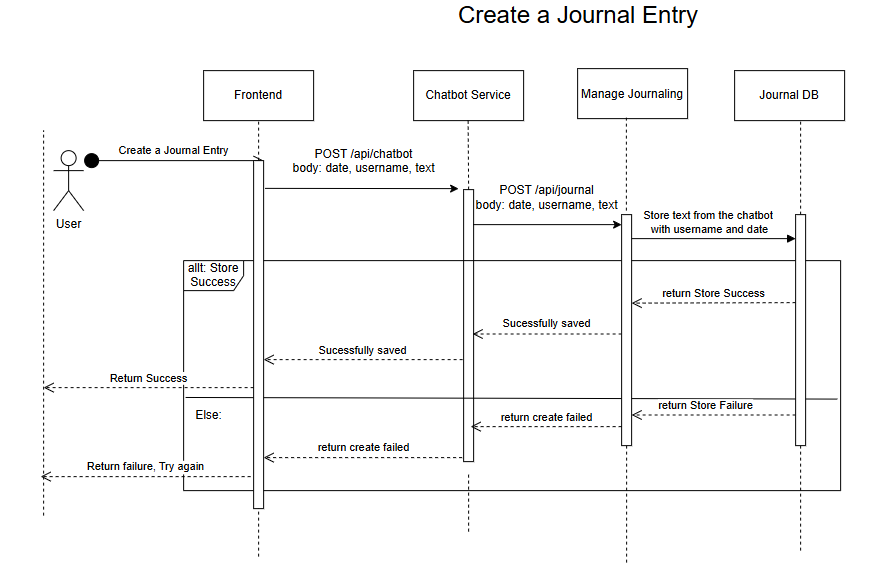 Create a Journal Entry
Frontend
Chatbot Service
Manage Journaling
Journal DB
Create a Journal Entry
POST /api/chatbot
body: date, username, text
POST /api/journal
body: date, username, text
Store text from the chatbot
with username and date
User
allt: Store
Success
return Store Success
Sucessfully saved
Sucessfully saved
Return Success
Else:
return Store Failure
return create failed
return create failed
Return failure, Try again